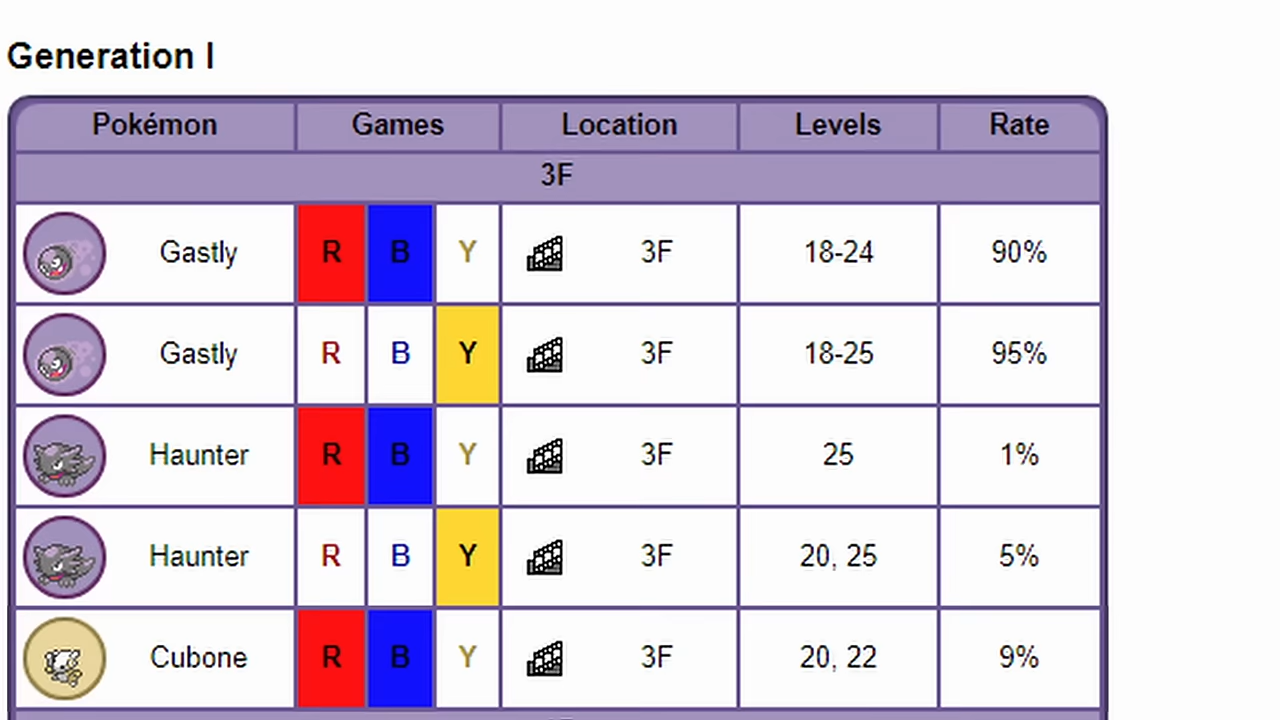 Generation I
Pokémon Games Location Levels Rate
3F
Gastly R B Y 3F 18-24 90%
Gastly R B Y 3F 18-25 95%
Haunter R B Y 3F 25 1%
Haunter R B Y 3F 20, 25 5%
Cubone R B Y 3F 20, 22 9%